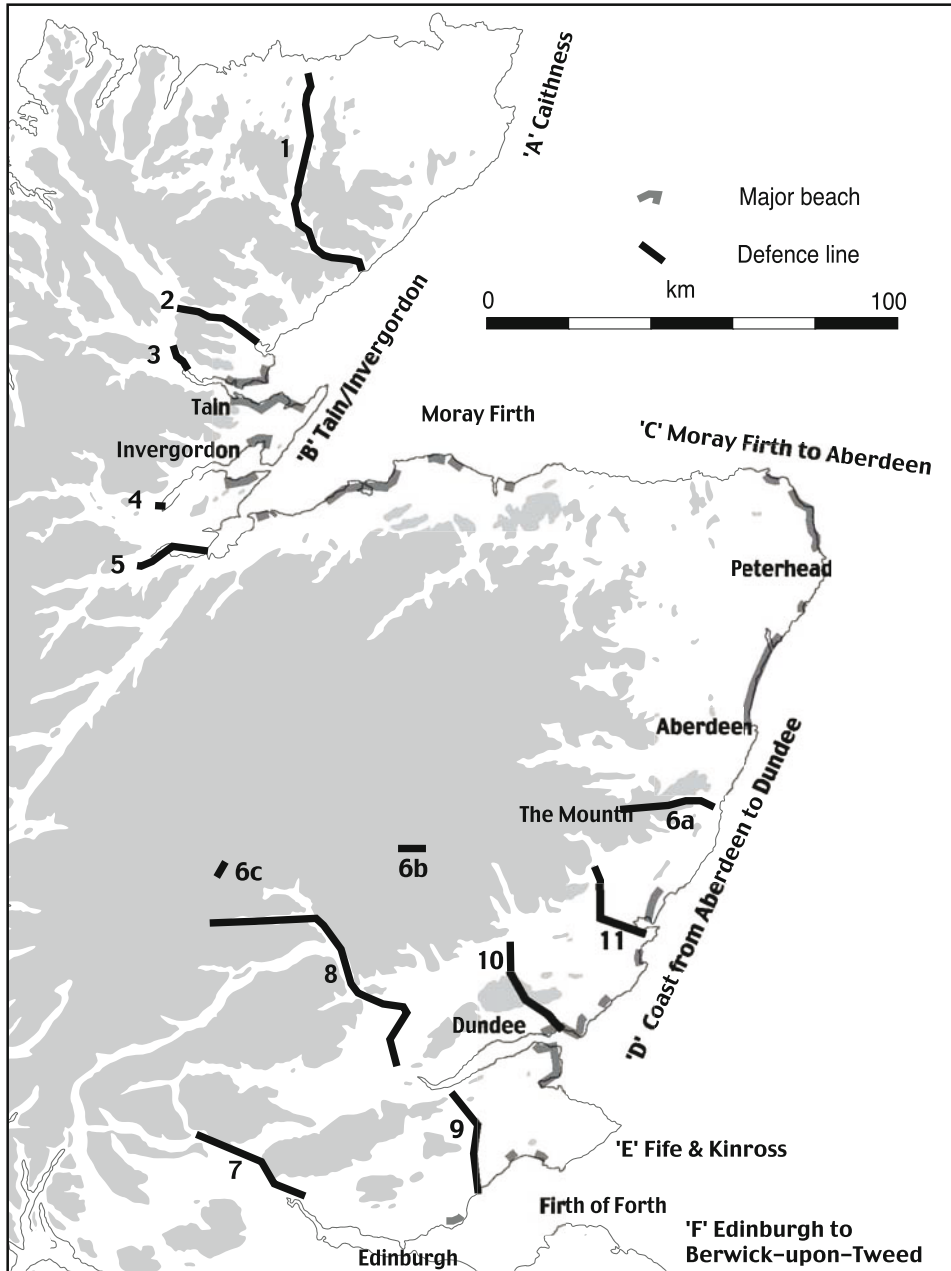 'A' Caithness
1
Major beach
Defence line
km
0
100
2
3
Tain
'B' Tain/Invergordon
Moray Firth
'C' Moray Firth to Aberdeen
Invergordon
4
5
Peterhead
Aberdeen
The Mounth
6a
6b
6c
'D' Coast from Aberdeen to Dundee
11
10
8
Dundee
9
7
'E' Fife & Kinross
Firth of Forth
'F' Edinburgh to
Berwick-upon-Tweed
Edinburgh